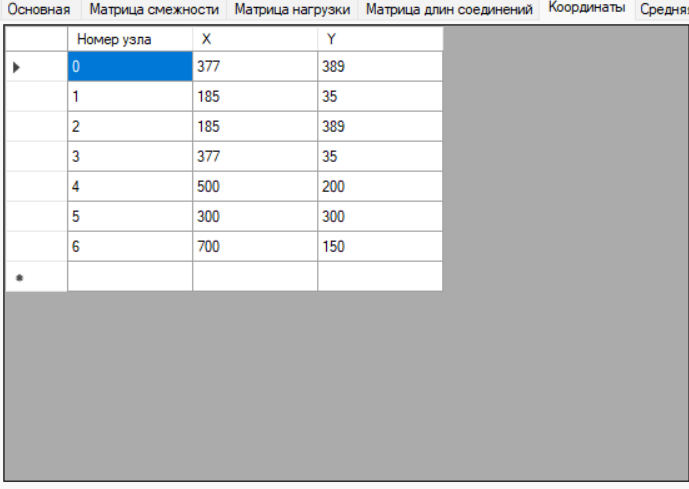 Основная Матрица смежности Матрица нагрузки Матрица длин соединений Координаты Средняя
Номер узла X Y
0 377 389
1 185 35
2 185 389
3 377 35
4 500 200
5 300 300
6 700 150